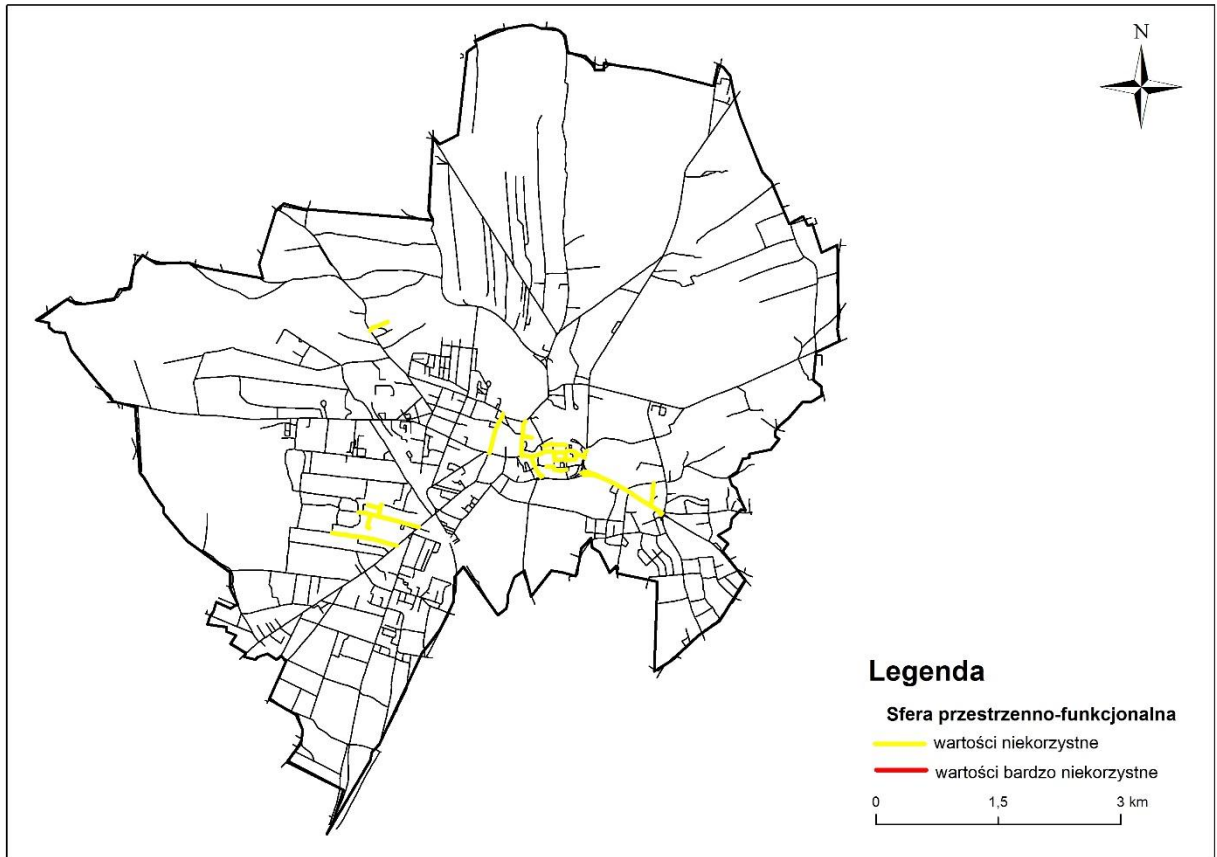 N
Legenda
Sfera przestrzenno-funkcjonalna
wartości niekorzystne
wartości bardzo niekorzystne
0 1,5 3 km